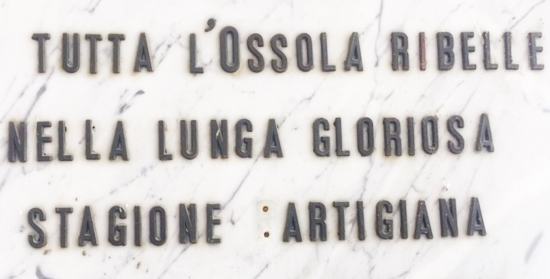 TUTTA L'OSSOLA RIBELLE
NELLA LUNGA GLORIOSA
STAGIONE ARTIGIANA